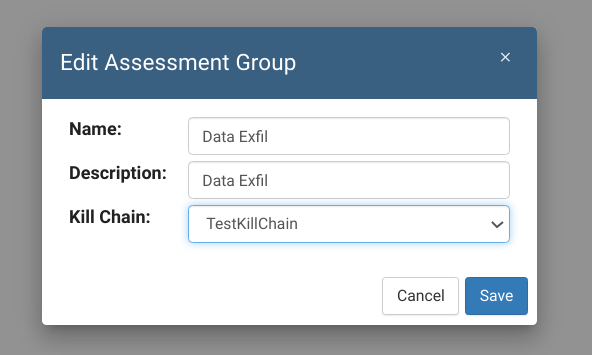 Edit Assessment Group ×
Name: Data Exfil
Description: Data Exfil
Kill Chain: TestKillChain
Cancel Save